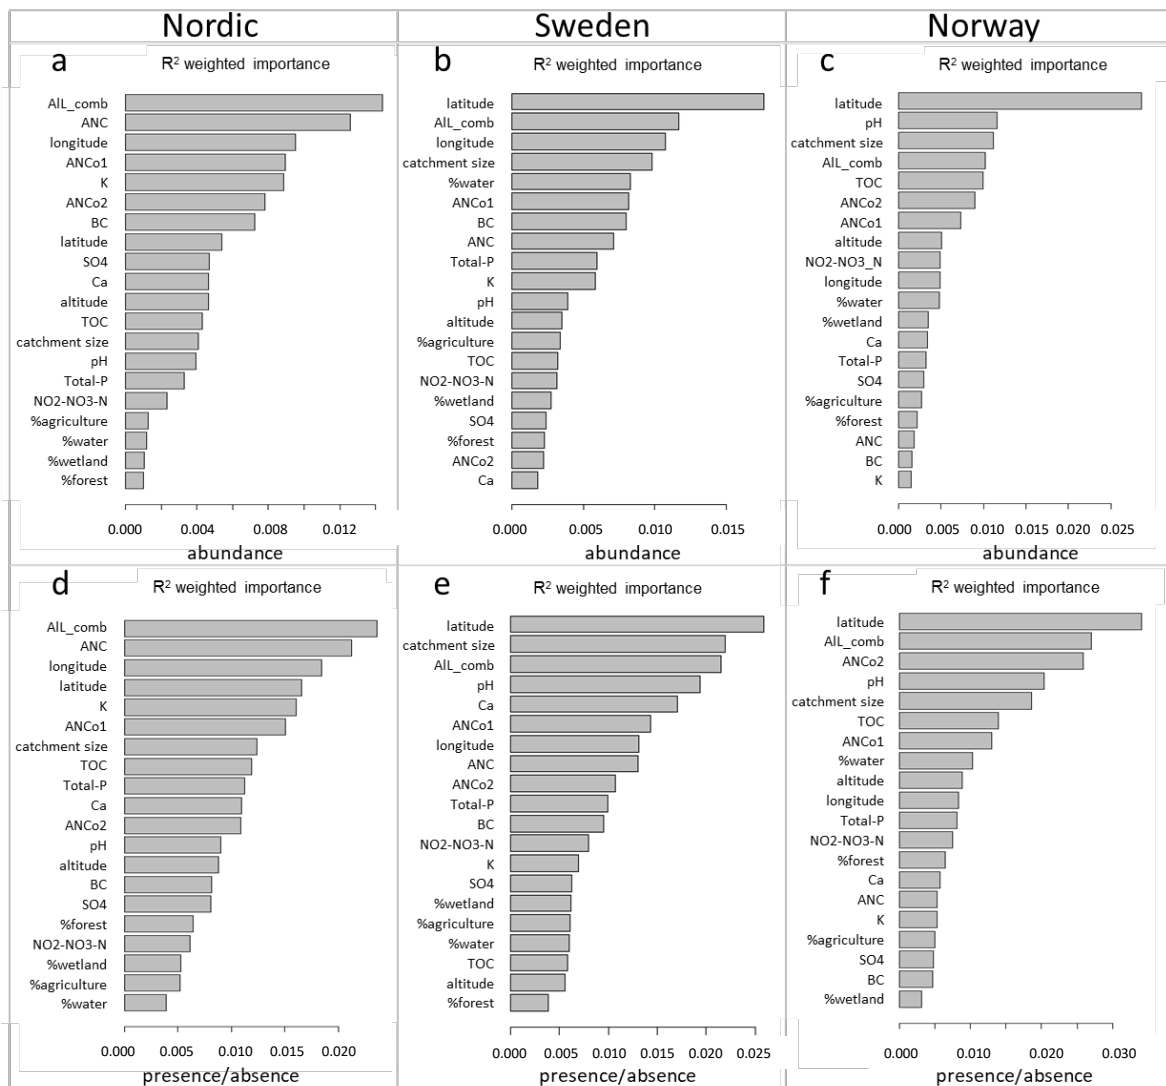 Nordic
Sweden
Norway
a
R² weighted importance
AlL_comb
ANC
longitude
ANCo1
K
ANCo2
BC
latitude
SO4
Ca
altitude
TOC
catchment size
pH
Total-P
NO2-NO3-N
%agriculture
%water
%wetland
%forest
0.000 0.004 0.008 0.012
abundance
b
R² weighted importance
latitude
AlL_comb
longitude
catchment size
%water
ANCo1
BC
ANC
Total-P
K
pH
altitude
%agriculture
TOC
NO2-NO3-N
%wetland
SO4
%forest
ANCo2
Ca
0.000 0.005 0.010 0.015
abundance
c
R² weighted importance
latitude
pH
catchment size
AlL_comb
TOC
ANCo2
ANCo1
altitude
NO2-NO3_N
longitude
%water
%wetland
Ca
Total-P
SO4
%agriculture
%forest
ANC
BC
K
0.000 0.005 0.010 0.015 0.020 0.025
abundance
d
R² weighted importance
AlL_comb
ANC
longitude
latitude
K
ANCo1
catchment size
TOC
Total-P
Ca
ANCo2
pH
altitude
BC
SO4
%forest
NO2-NO3-N
%wetland
%agriculture
%water
0.000 0.005 0.010 0.015 0.020
presence/absence
e
R² weighted importance
latitude
catchment size
AlL_comb
pH
Ca
ANCo1
longitude
ANC
ANCo2
Total-P
BC
NO2-NO3-N
K
SO4
%wetland
%agriculture
%water
TOC
altitude
%forest
0.000 0.005 0.010 0.015 0.020 0.025
presence/absence
f
R² weighted importance
latitude
AlL_comb
ANCo2
pH
catchment size
TOC
ANCo1
%water
altitude
longitude
Total-P
NO2-NO3-N
%forest
Ca
ANC
K
%agriculture
SO4
BC
%wetland
0.000 0.010 0.020 0.030
presence/absence